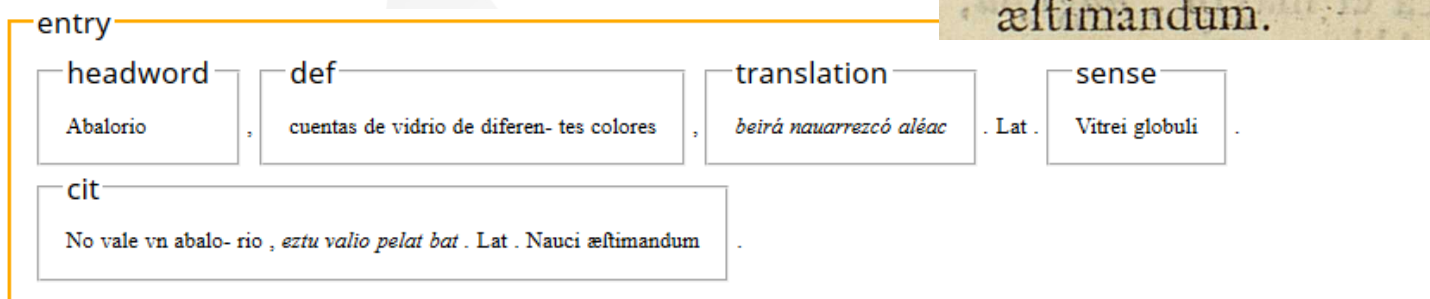 entry
æſtimandum.
headword def translation sense
Abalorio , cuentas de vidrio de diferen- tes colores , beirá nauarrezcó aléac . Lat . Vitrei globuli .
cit
No vale vn abalo- rio , eztu valio pelat bat . Lat . Nauci æſtimandum .